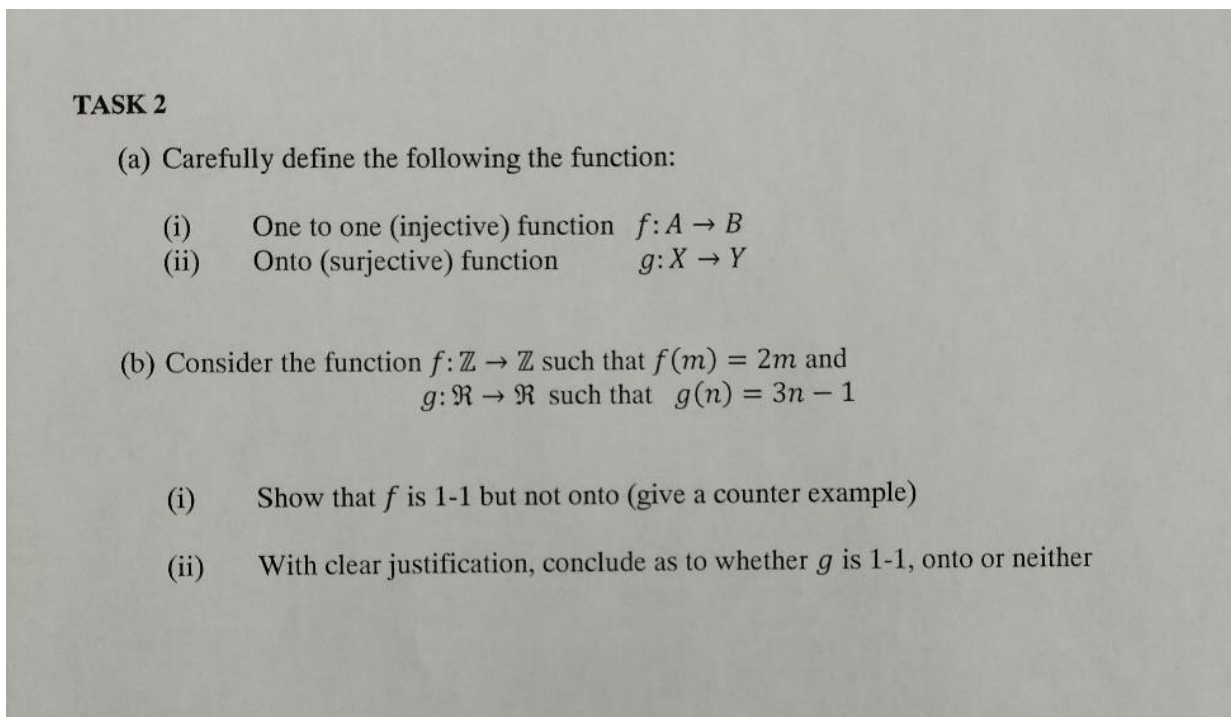 TASK 2
(a) Carefully define the following the function:
(i) One to one (injective) function f: A → B
(ii) Onto (surjective) function g: X → Y
(b) Consider the function f: ℤ → ℤ such that f(m) = 2m and
g: ℜ → ℜ such that g(n) = 3n − 1
(i) Show that f is 1-1 but not onto (give a counter example)
(ii) With clear justification, conclude as to whether g is 1-1, onto or neither